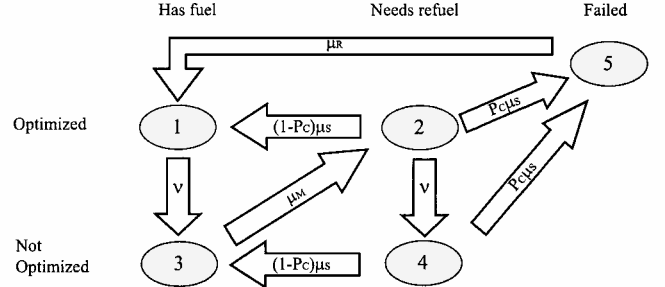 Has fuel Needs refuel Failed
μR
5
Optimized 1 (1-Pc)μs 2 Pcμs
ν μM ν Pcμs
Not
Optimized 3 (1-Pc)μs 4